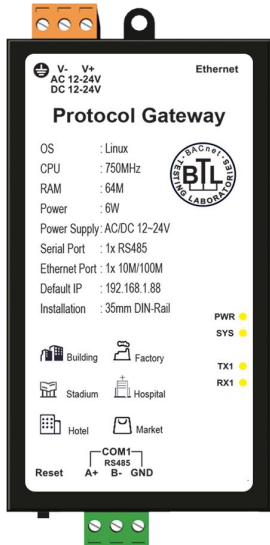 V- V+
AC 12-24V
DC 12-24V
Ethernet
Protocol Gateway
OS : Linux
CPU : 750MHz
RAM : 64M
Power : 6W
Power Supply : AC/DC 12~24V
Serial Port : 1x RS485
Ethernet Port : 1x 10M/100M
Default IP : 192.168.1.88
Installation : 35mm DIN-Rail
BACnet
BTL
TESTING LABORATORIES
PWR
SYS
TX1
RX1
Building
Factory
Stadium
Hospital
Hotel
Market
COM1
RS485
Reset A+ B- GND